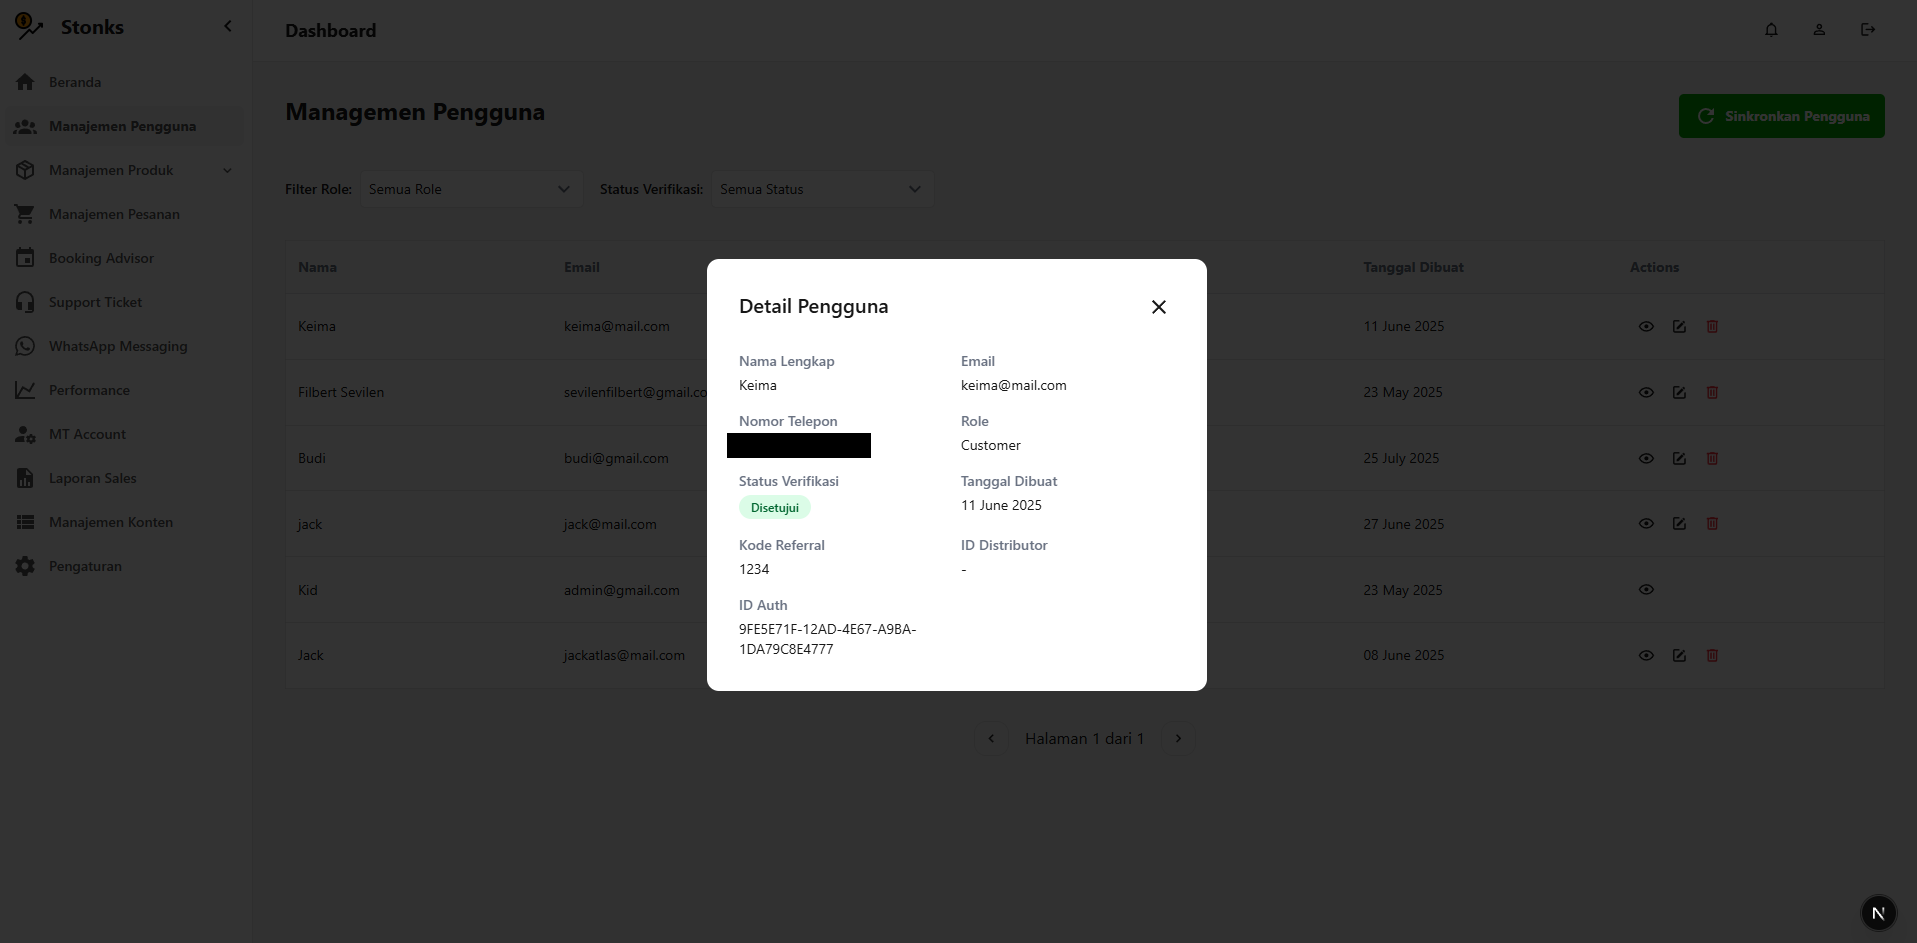 Stonks
Dashboard
Beranda
Manajemen Pengguna
Manajemen Produk
Manajemen Pesanan
Booking Advisor
Support Ticket
WhatsApp Messaging
Performance
MT Account
Laporan Sales
Manajemen Konten
Pengaturan
Managemen Pengguna
Sinkronkan Pengguna
Filter Role: Semua Role Status Verifikasi: Semua Status
Nama Email Tanggal Dibuat Actions
Keima keima@mail.com 11 June 2025
Filbert Sevilen sevilenfilbert@gmail.co 23 May 2025
Budi budi@gmail.com 25 July 2025
jack jack@mail.com 27 June 2025
Kid admin@gmail.com 23 May 2025
Jack jackatlas@mail.com 08 June 2025
Halaman 1 dari 1
Detail Pengguna
Nama Lengkap
Keima
Email
keima@mail.com
Nomor Telepon
Role
Customer
Status Verifikasi
Disetujui
Tanggal Dibuat
11 June 2025
Kode Referral
1234
ID Distributor
-
ID Auth
9FE5E71F-12AD-4E67-A9BA-
1DA79C8E4777
N